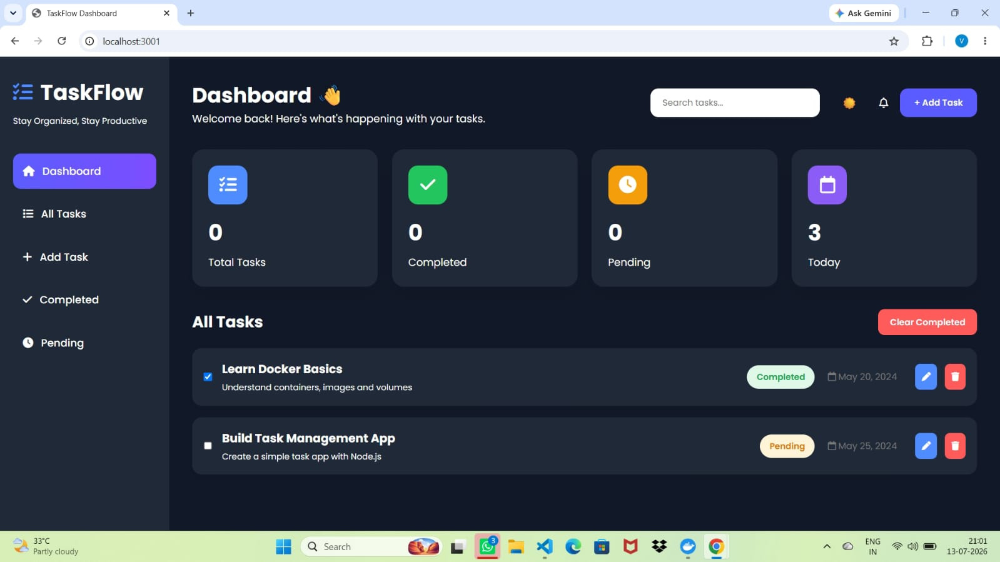 TaskFlow Dashboard
Ask Gemini
localhost:3001
V
TaskFlow
Stay Organized, Stay Productive
Dashboard
All Tasks
Add Task
Completed
Pending
Dashboard 👋
Welcome back! Here's what's happening with your tasks.
Search tasks...
+ Add Task
0
Total Tasks
0
Completed
0
Pending
3
Today
All Tasks
Clear Completed
Learn Docker Basics
Understand containers, images and volumes
Completed
May 20, 2024
Build Task Management App
Create a simple task app with Node.js
Pending
May 25, 2024
33°C
Partly cloudy
Search
3
ENG
IN
21:01
13-07-2026